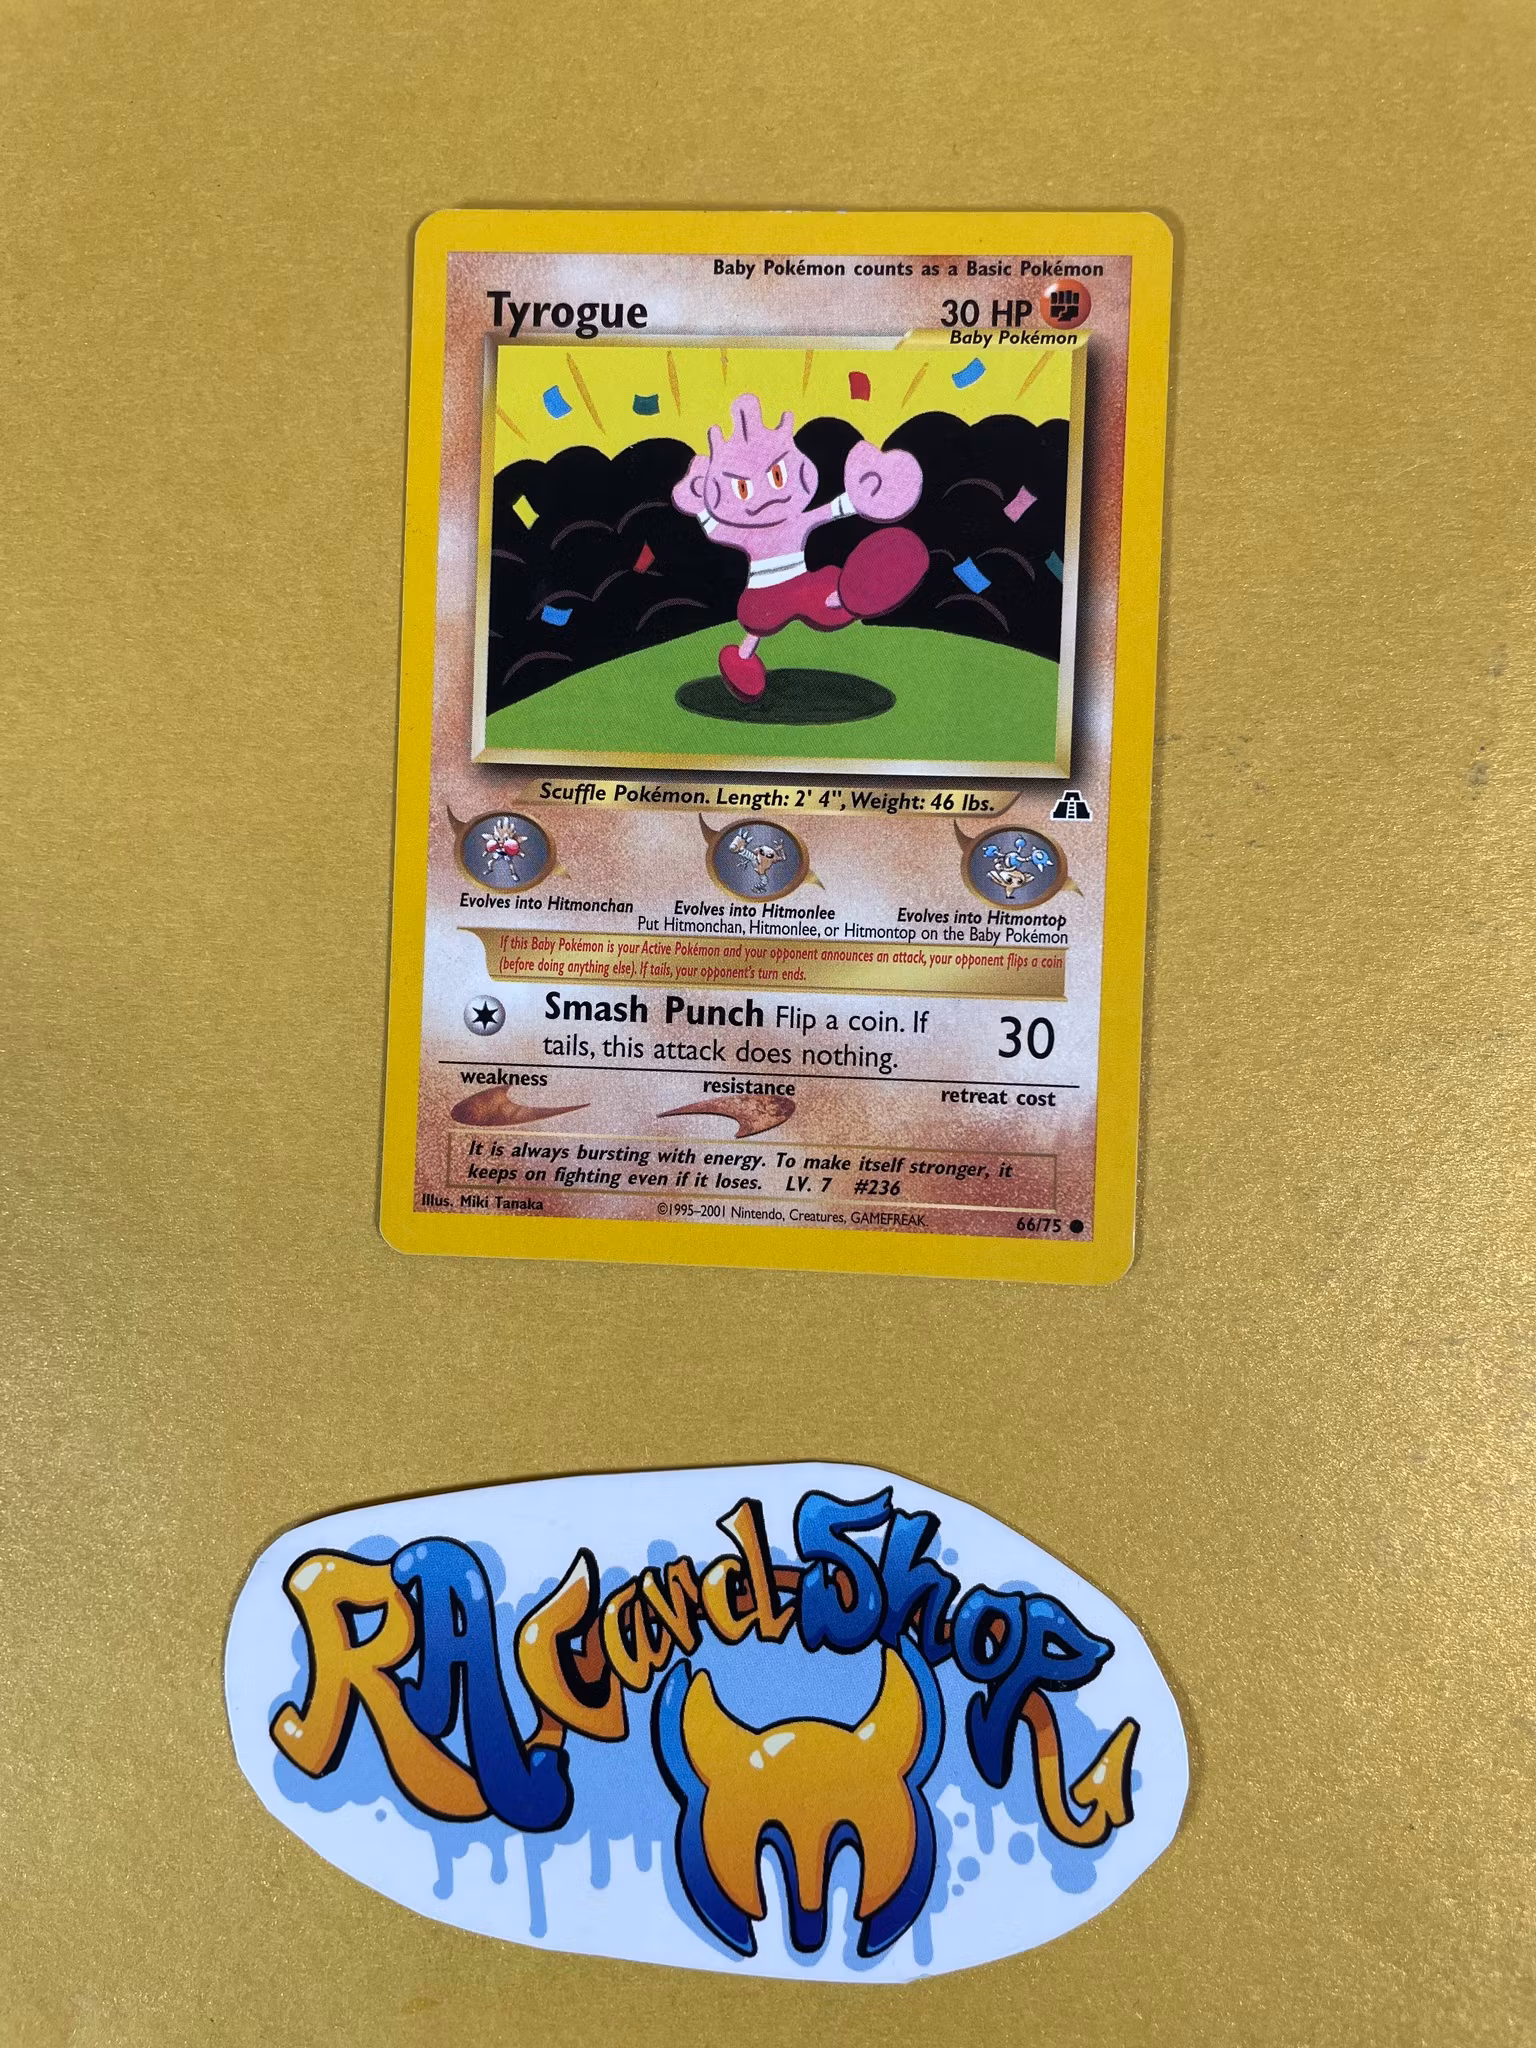 Baby Pokémon counts as a Basic Pokémon
Tyrogue
30 HP
Baby Pokémon
Scuffle Pokémon. Length: 2' 4", Weight: 46 lbs.
Evolves into Hitmonchan
Evolves into Hitmonlee
Evolves into Hitmontop
Put Hitmonchan, Hitmonlee, or Hitmontop on the Baby Pokémon
If this Baby Pokémon is your Active Pokémon and your opponent announces an attack, your opponent flips a coin
(before doing anything else). If tails, your opponent's turn ends.
Smash Punch Flip a coin. If
tails, this attack does nothing.
30
weakness
resistance
retreat cost
It is always bursting with energy. To make itself stronger, it
keeps on fighting even if it loses. LV. 7 #236
Illus. Miki Tanaka
©1995–2001 Nintendo, Creatures, GAMEFREAK.
66/75
RA Card Shop